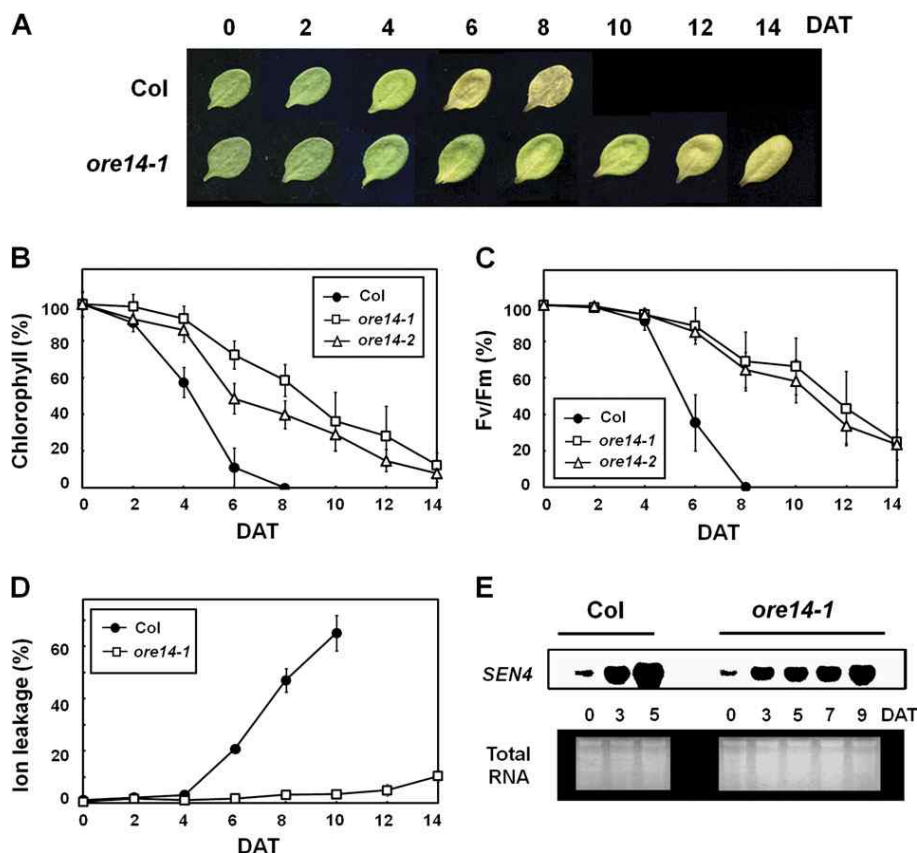 A
0 2 4 6 8 10 12 14 DAT
Col
ore14-1
B
Chlorophyll (%)
100
80
60
40
20
0
0 2 4 6 8 10 12 14
DAT
Col
ore14-1
ore14-2
C
Fv/Fm (%)
100
80
60
40
20
0
0 2 4 6 8 10 12 14
DAT
Col
ore14-1
ore14-2
D
Ion leakage (%)
60
40
20
0
0 2 4 6 8 10 12 14
DAT
Col
ore14-1
E
Col ore14-1
SEN4
0 3 5 0 3 5 7 9 DAT
Total
RNA